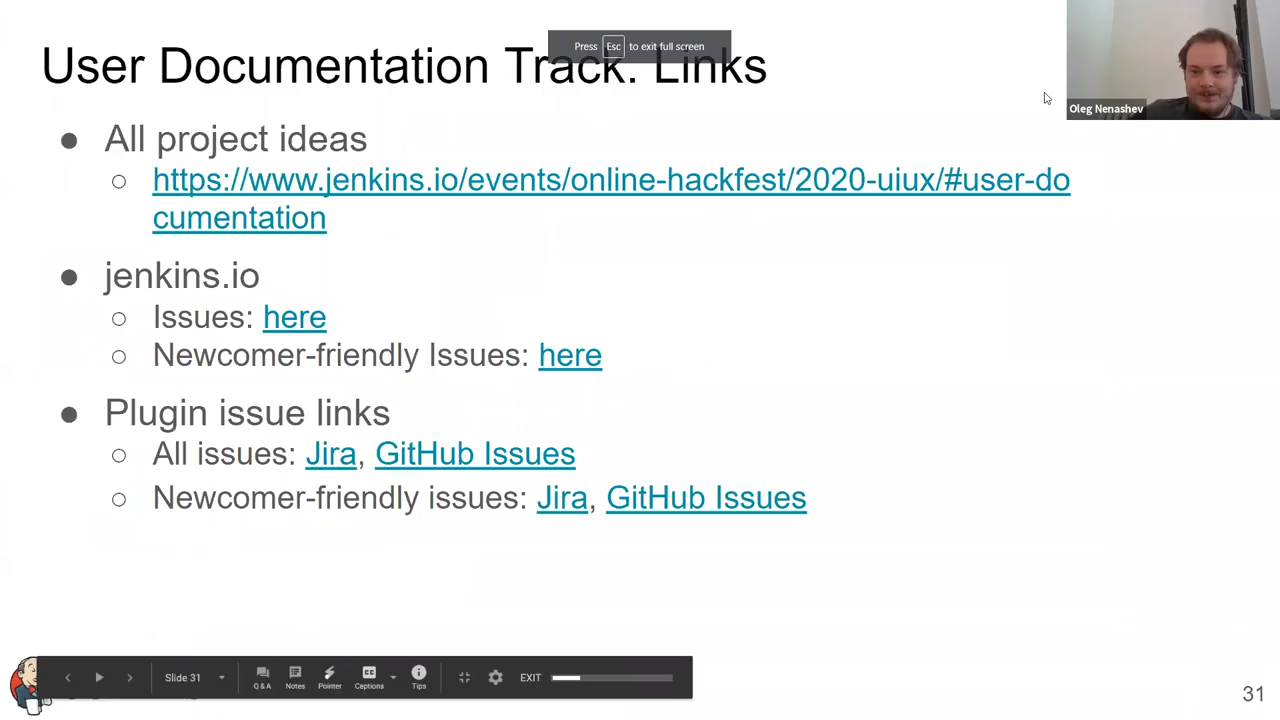 User Documentation Track. Links
Press Esc to exit full screen
Oleg Nenashev
● All project ideas
○ https://www.jenkins.io/events/online-hackfest/2020-uiux/#user-do
cumentation
● jenkins.io
○ Issues: here
○ Newcomer-friendly Issues: here
● Plugin issue links
○ All issues: Jira, GitHub Issues
○ Newcomer-friendly issues: Jira, GitHub Issues
Slide 31
Q & A
Notes
Pointer
CC
Captions
Tips
EXIT
31